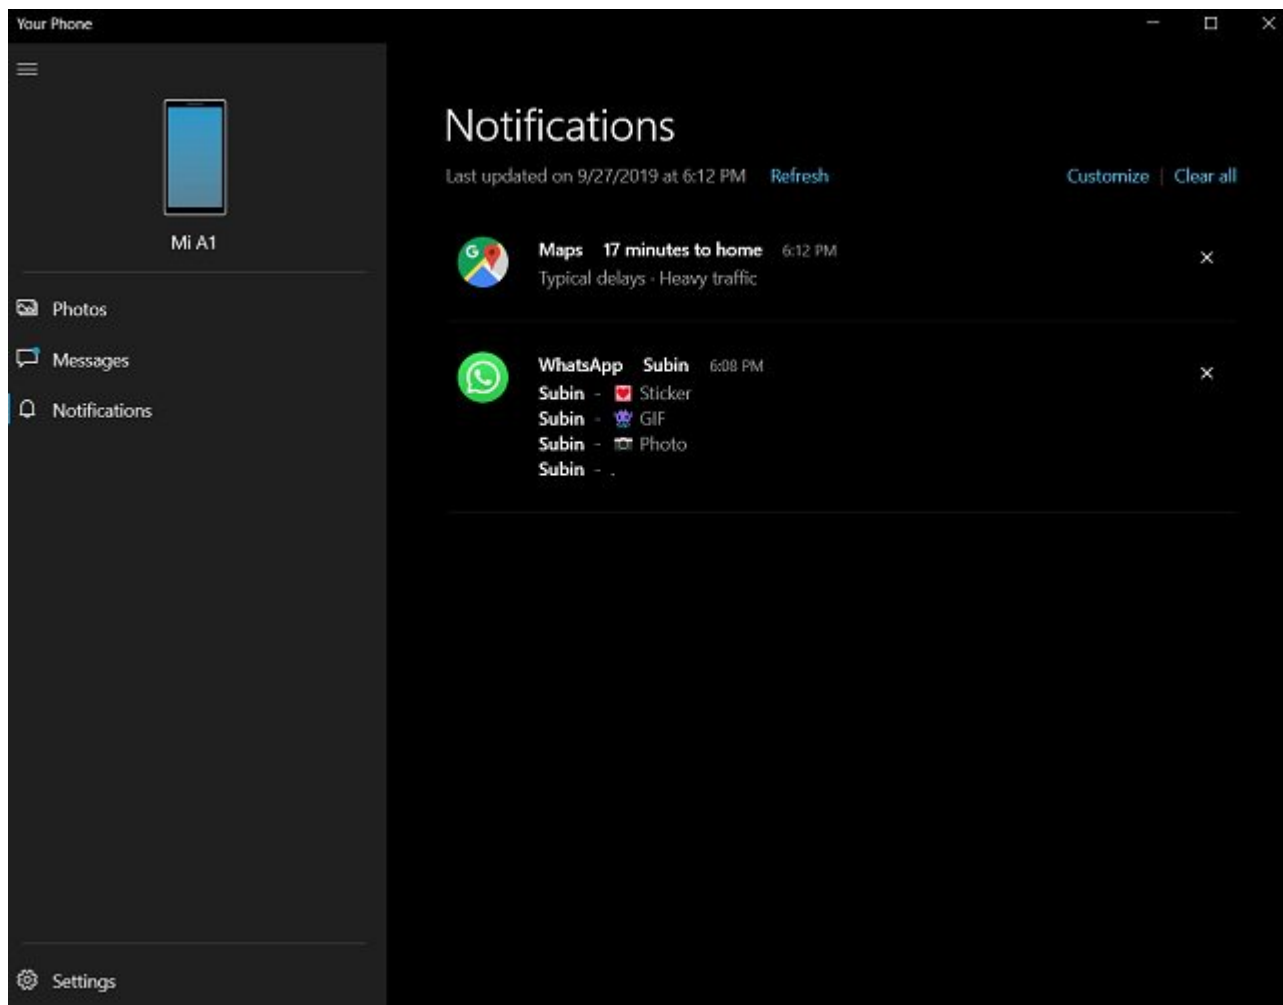 Your Phone
Mi A1
Photos
Messages
Notifications
Settings
Notifications
Last updated on 9/27/2019 at 6:12 PM Refresh Customize | Clear all
Maps 17 minutes to home 6:12 PM
Typical delays · Heavy traffic
WhatsApp Subin 6:08 PM
Subin - 💟 Sticker
Subin - 👾 GIF
Subin - 📷 Photo
Subin - .